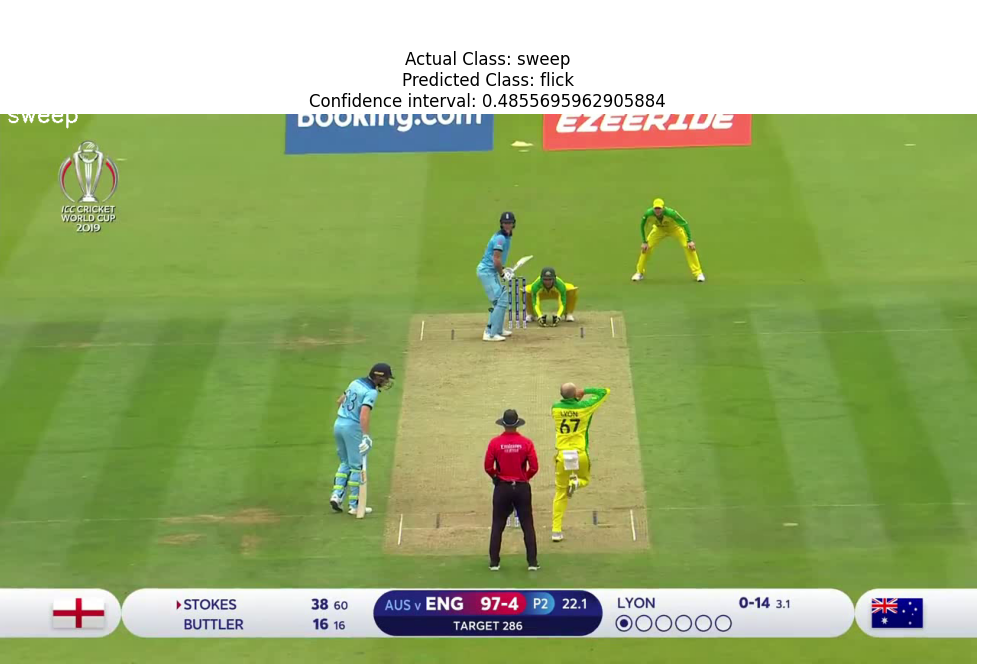 Actual Class: sweep
Predicted Class: flick
Confidence interval: 0.4855695962905884
sweep
Booking.com
EZEERIDE
ICC CRICKET
WORLD CUP
2019
33
LYON
67
Emirates
STOKES 38 60
BUTTLER 16 16
AUS v ENG 97-4 P2 22.1
TARGET 286
LYON 0-14 3.1